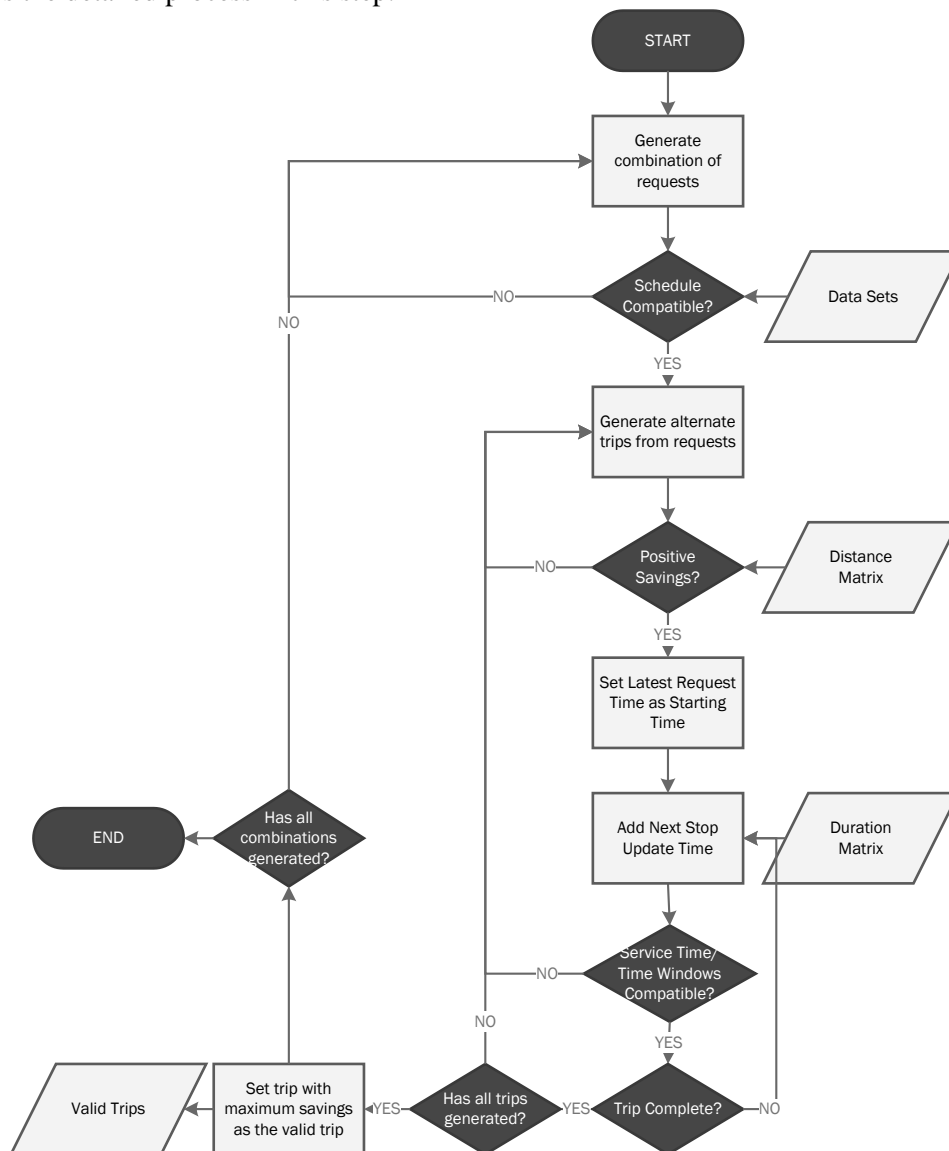 START
Generate
combination of
requests
Schedule
Compatible?
Data Sets
NO
NO
YES
Generate alternate
trips from requests
Positive
Savings?
Distance
Matrix
NO
YES
Set Latest Request
Time as Starting
Time
Has all
combinations
generated?
END
Add Next Stop
Update Time
Duration
Matrix
Service Time/
Time Windows
Compatible?
NO
NO
YES
Valid Trips
Set trip with
maximum savings
as the valid trip
YES
Has all trips
generated?
YES
Trip Complete?
NO